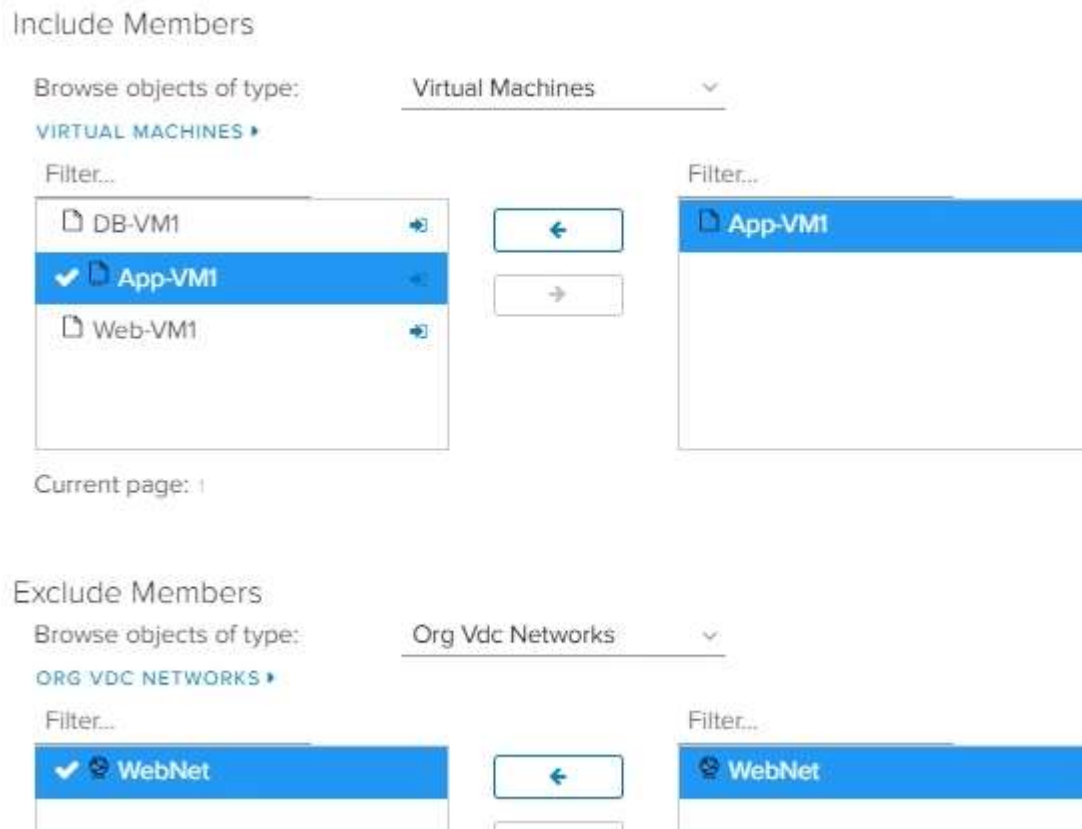 Include Members
Browse objects of type: Virtual Machines
VIRTUAL MACHINES
Filter... Filter...
DB-VM1 App-VM1
App-VM1
Web-VM1
Current page: 1
Exclude Members
Browse objects of type: Org Vdc Networks
ORG VDC NETWORKS
Filter... Filter...
WebNet WebNet